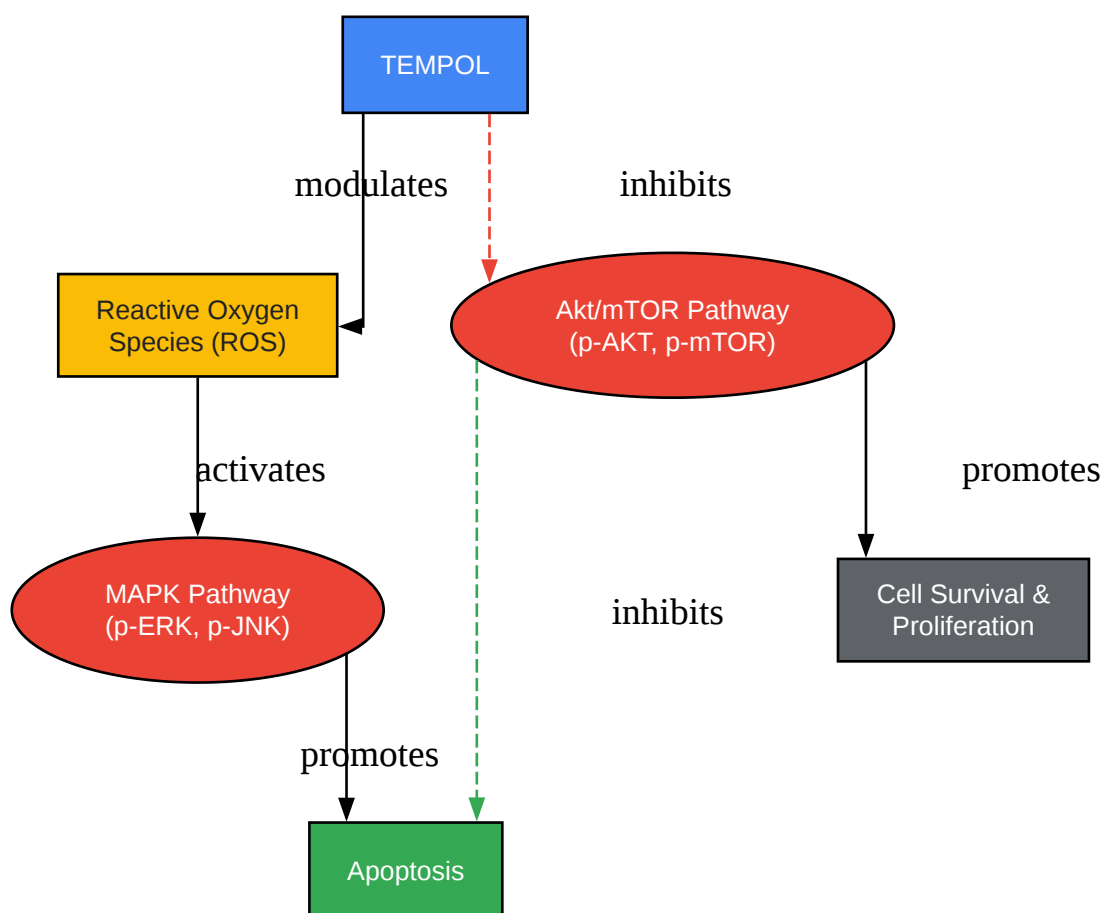 TEMPOL
modulates
inhibits
Reactive Oxygen
Species (ROS)
Akt/mTOR Pathway
(p-AKT, p-mTOR)
activates
promotes
MAPK Pathway
(p-ERK, p-JNK)
inhibits
Cell Survival &
Proliferation
promotes
Apoptosis